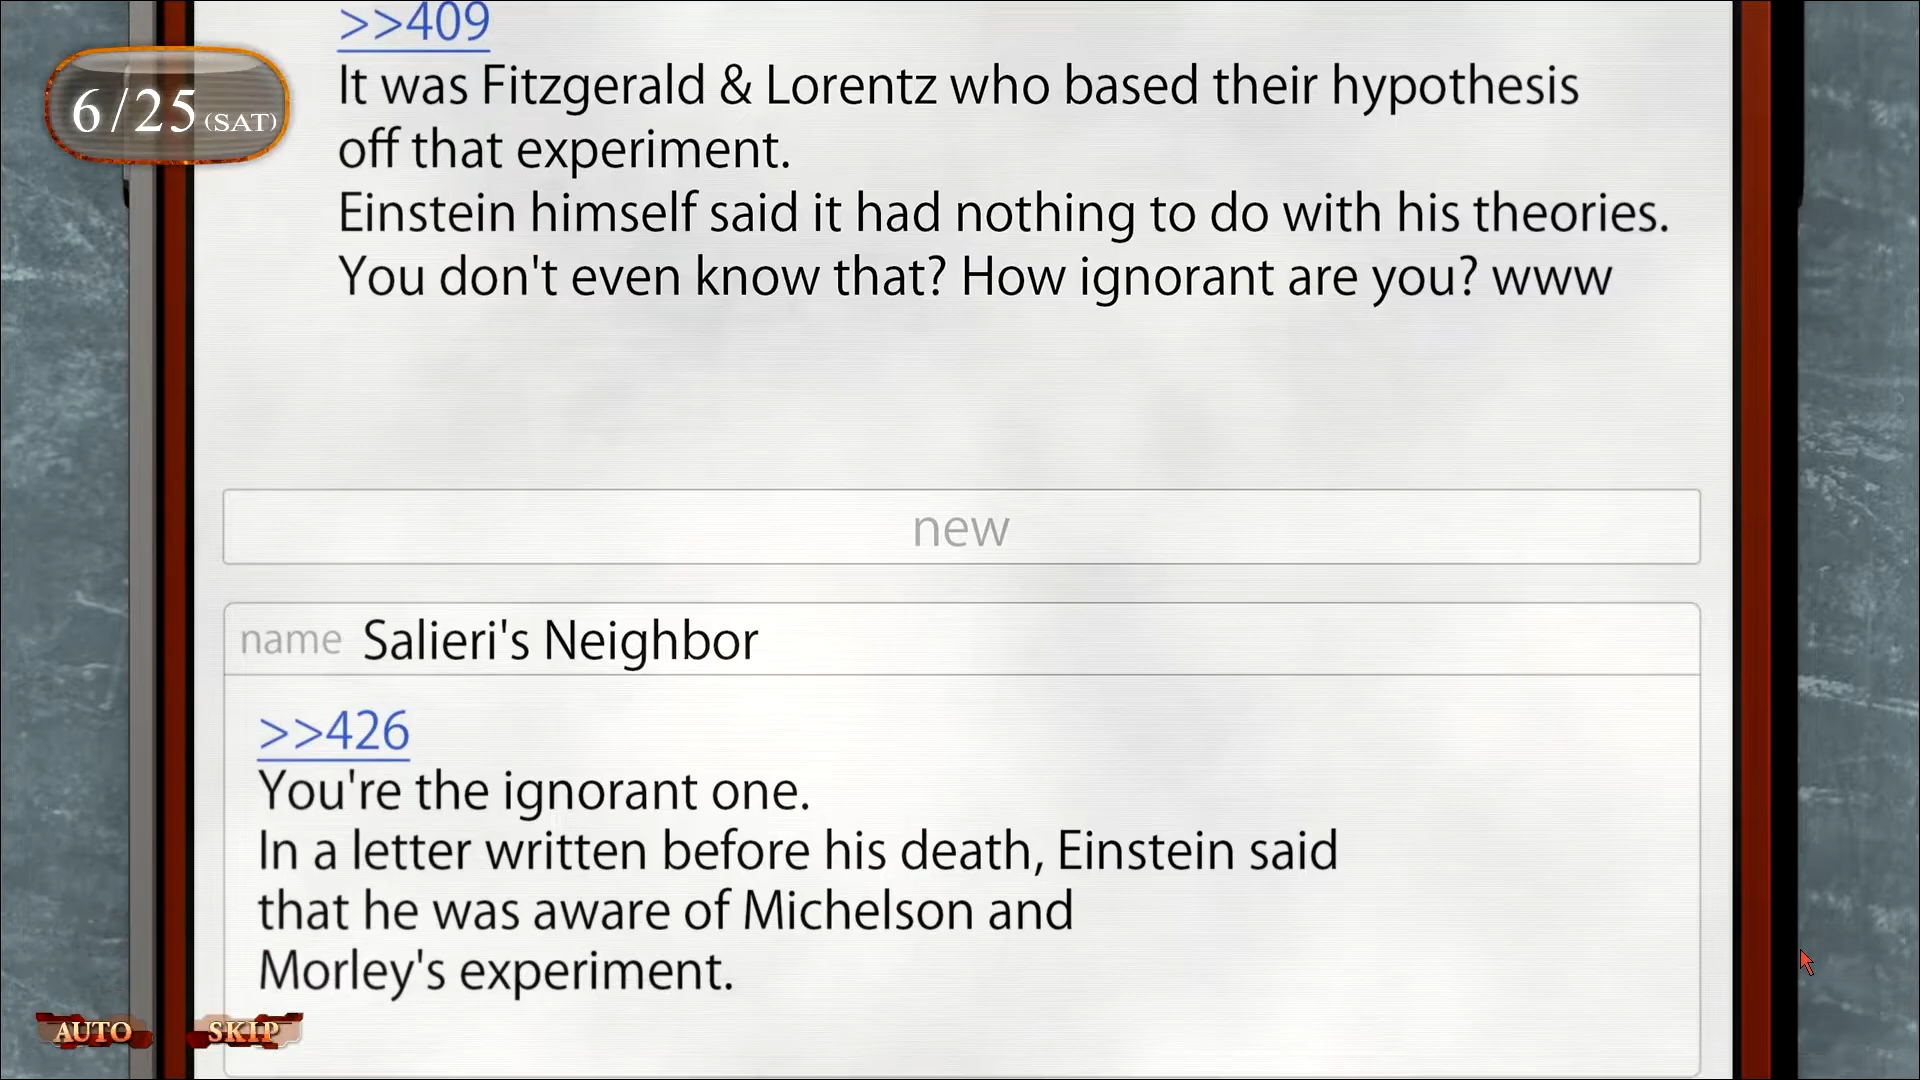 >>409
It was Fitzgerald & Lorentz who based their hypothesis
off that experiment.
Einstein himself said it had nothing to do with his theories.
You don't even know that? How ignorant are you? www
6/25(SAT)
new
name Salieri's Neighbor
>>426
You're the ignorant one.
In a letter written before his death, Einstein said
that he was aware of Michelson and
Morley's experiment.
AUTO SKIP